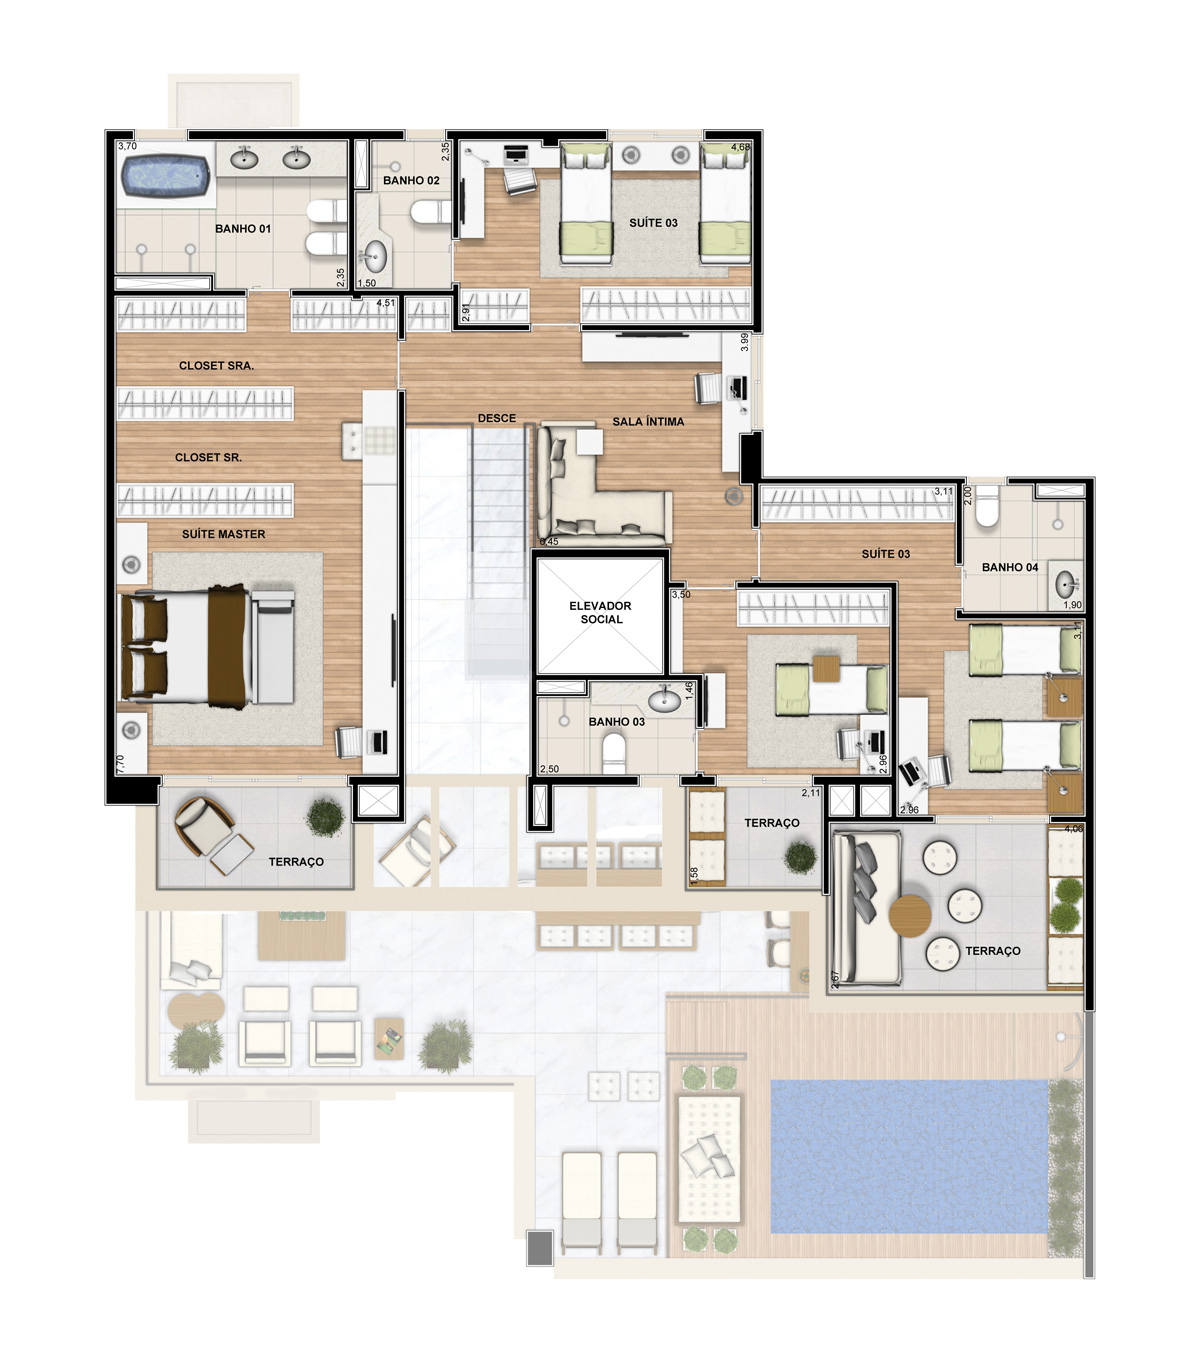 3,70
2,35
4,68
BANHO 02
SUÍTE 03
BANHO 01
2,35
1,50
4,51
2,91
3.99
CLOSET SRA.
DESCE
SALA ÍNTIMA
CLOSET SR.
3,11
2,00
SUÍTE MASTER
6,45
SUÍTE 03
BANHO 04
3,50
1,90
ELEVADOR
SOCIAL
3,11
1,46
BANHO 03
7,70
2,50
2.96
2,11
2.96
TERRAÇO
4,06
TERRAÇO
1,58
TERRAÇO
2,67